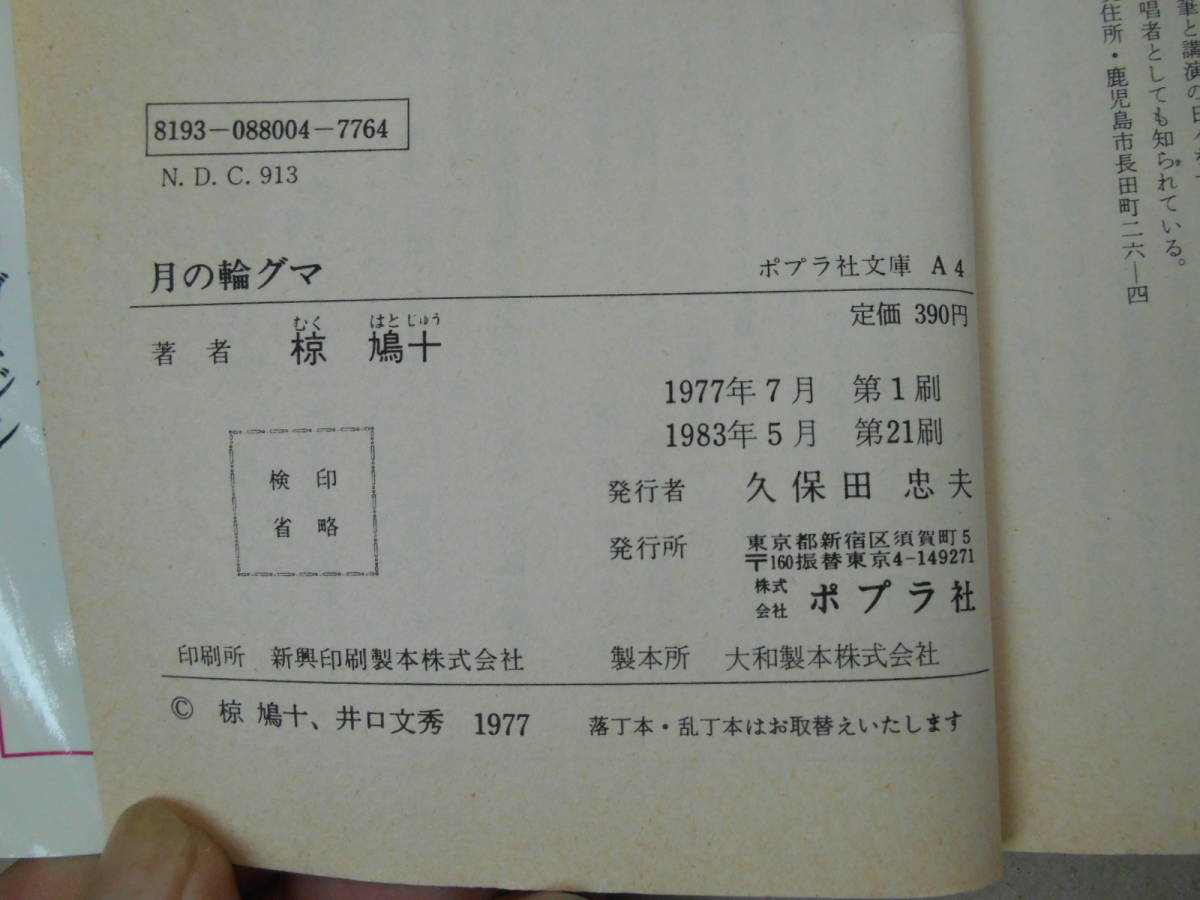 8193-088004-7764
N. D. C. 913
月の輪グマ
ポプラ社文庫 A4
定価 390円
むく はとじゅう
著者 椋 鳩十
1977年7月 第1刷
1983年5月 第21刷
検印
省略
発行者 久保田 忠夫
発行所 東京都新宿区須賀町5
〒160振替東京4-149271
株式
会社 ポプラ社
印刷所 新興印刷製本株式会社
製本所 大和製本株式会社
© 椋 鳩十、井口文秀 1977
落丁本・乱丁本はお取替えいたします
筆と講演の日
唱者としても知られている。
住所・鹿児島市長田町二六—四